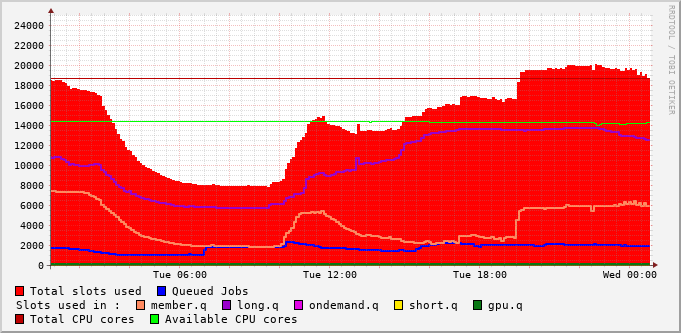 24000
22000
20000
18000
16000
14000
12000
10000
8000
6000
4000
2000
0
Tue 06:00 Tue 12:00 Tue 18:00 Wed 00:00
Total slots used Queued Jobs
Slots used in : member.q long.q ondemand.q short.q gpu.q
Total CPU cores Available CPU cores
RRDTOOL / TOBI OETIKER